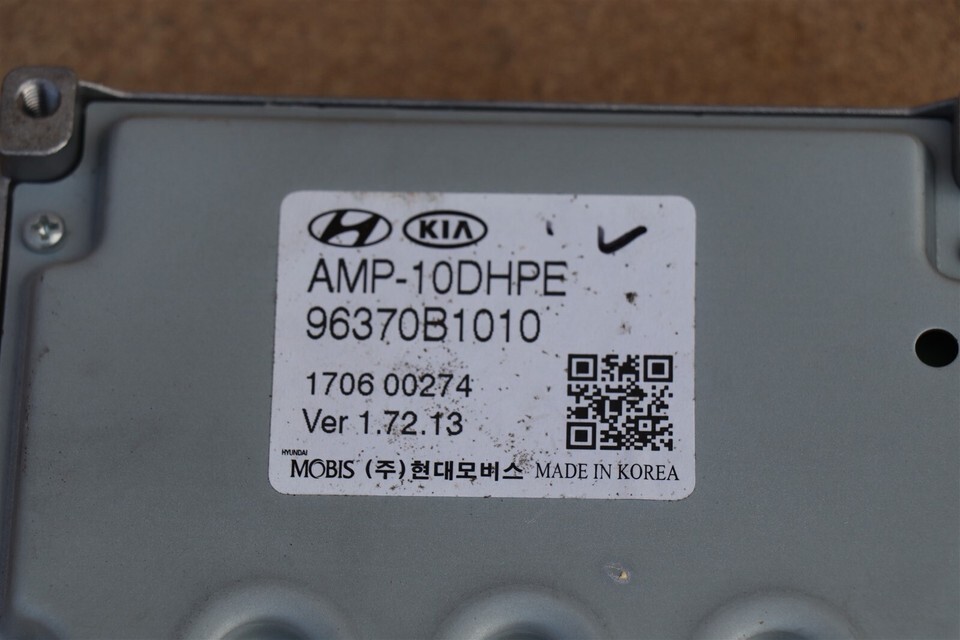 H KIA
AMP-10DHPE
96370B1010
1706 00274
Ver 1.72.13
HYUNDAI
MOBIS (주)현대모비스 MADE IN KOREA